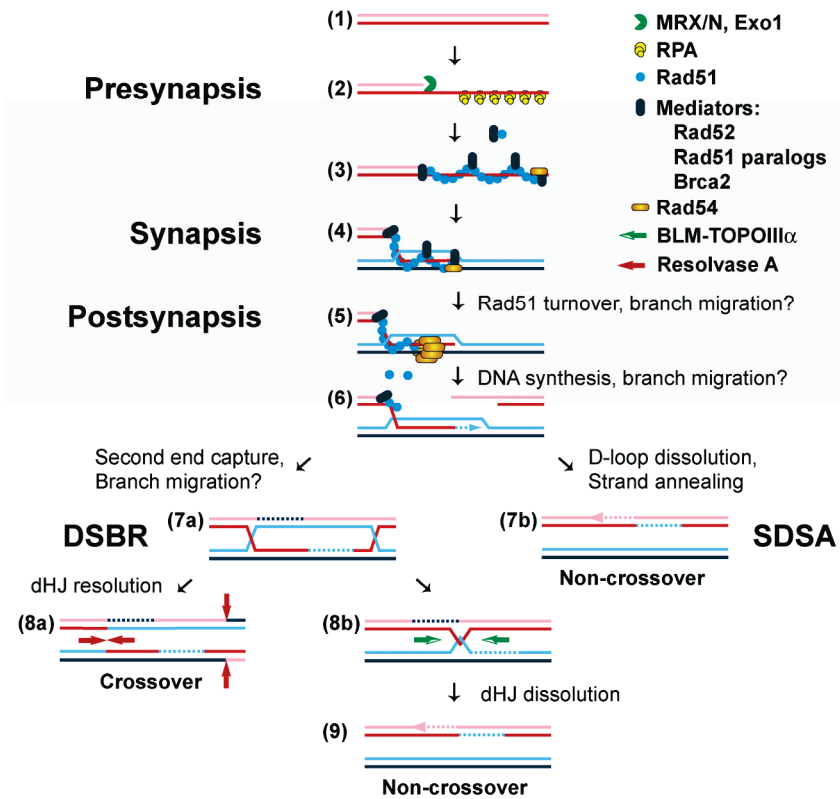 (1)
MRX/N, Exo1
RPA
Presynapsis
(2)
Rad51
Mediators:
Rad52
Rad51 paralogs
Brca2
(3)
Rad54
Synapsis
(4)
BLM-TOPOIIIα
Resolvase A
Postsynapsis
(5)
Rad51 turnover, branch migration?
(6)
DNA synthesis, branch migration?
Second end capture,
Branch migration?
D-loop dissolution,
Strand annealing
DSBR
(7a)
(7b)
SDSA
Non-crossover
dHJ resolution
(8a)
Crossover
(8b)
dHJ dissolution
(9)
Non-crossover